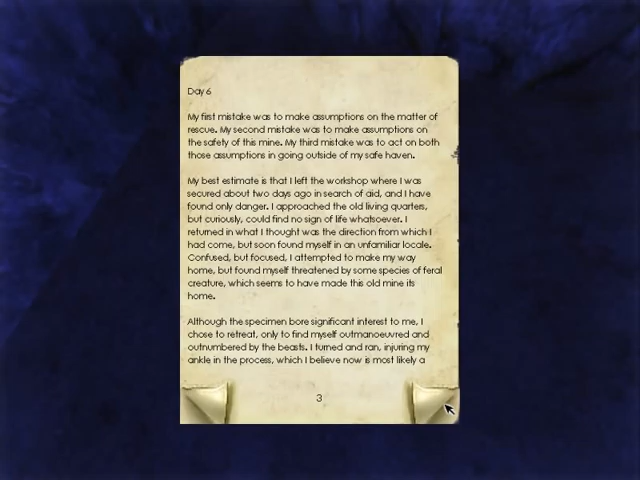 Day 6
My first mistake was to make assumptions on the matter of
rescue. My second mistake was to make assumptions on
the safety of this mine. My third mistake was to act on both
those assumptions in going outside of my safe haven.
My best estimate is that I left the workshop where I was
secured about two days ago in search of aid, and I have
found only danger. I approached the old living quarters,
but curiously, could find no sign of life whatsoever. I
returned in what I thought was the direction from which I
had come, but soon found myself in an unfamiliar locale.
Confused, but focused, I attempted to make my way
home, but found myself threatened by some species of feral
creature, which seems to have made this old mine its
home.
Although the specimen bore significant interest to me, I
chose to retreat, only to find myself outmanoeuvred and
outnumbered by the beasts. I turned and ran, injuring my
ankle in the process, which I believe now is most likely a
3